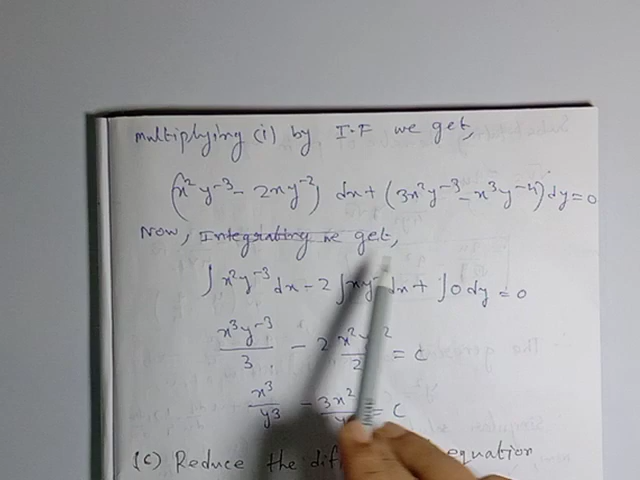 multiplying (i) by I.F we get,
(x²y⁻³ - 2xy⁻²) dx + (3x²y⁻³ - x³y⁻⁴) dy = 0
Now, Integrating we get,
∫x²y⁻³ dx - 2∫xy⁻ dx + ∫0 dy = 0
x³y⁻³/3 - 2 x²y⁻²/2 = c
x³/y3 - 3x²/y = c
(c) Reduce the equation